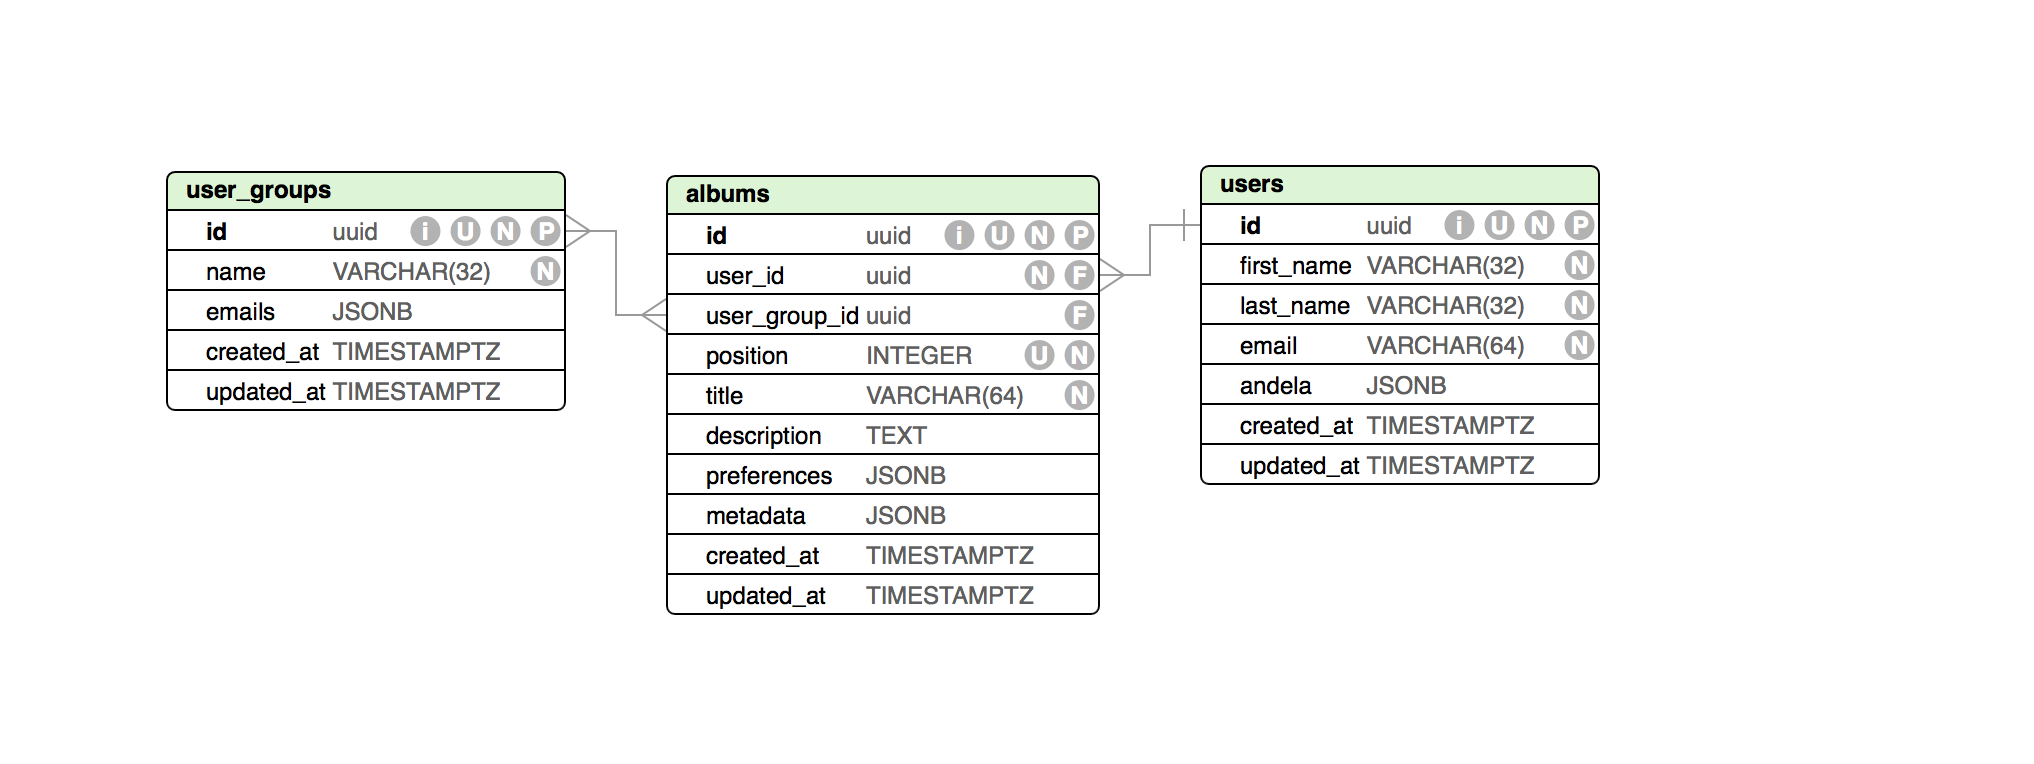 user_groups
id uuid i U N P
name VARCHAR(32) N
emails JSONB
created_at TIMESTAMPTZ
updated_at TIMESTAMPTZ
albums
id uuid i U N P
user_id uuid N F
user_group_id uuid F
position INTEGER U N
title VARCHAR(64) N
description TEXT
preferences JSONB
metadata JSONB
created_at TIMESTAMPTZ
updated_at TIMESTAMPTZ
users
id uuid i U N P
first_name VARCHAR(32) N
last_name VARCHAR(32) N
email VARCHAR(64) N
andela JSONB
created_at TIMESTAMPTZ
updated_at TIMESTAMPTZ